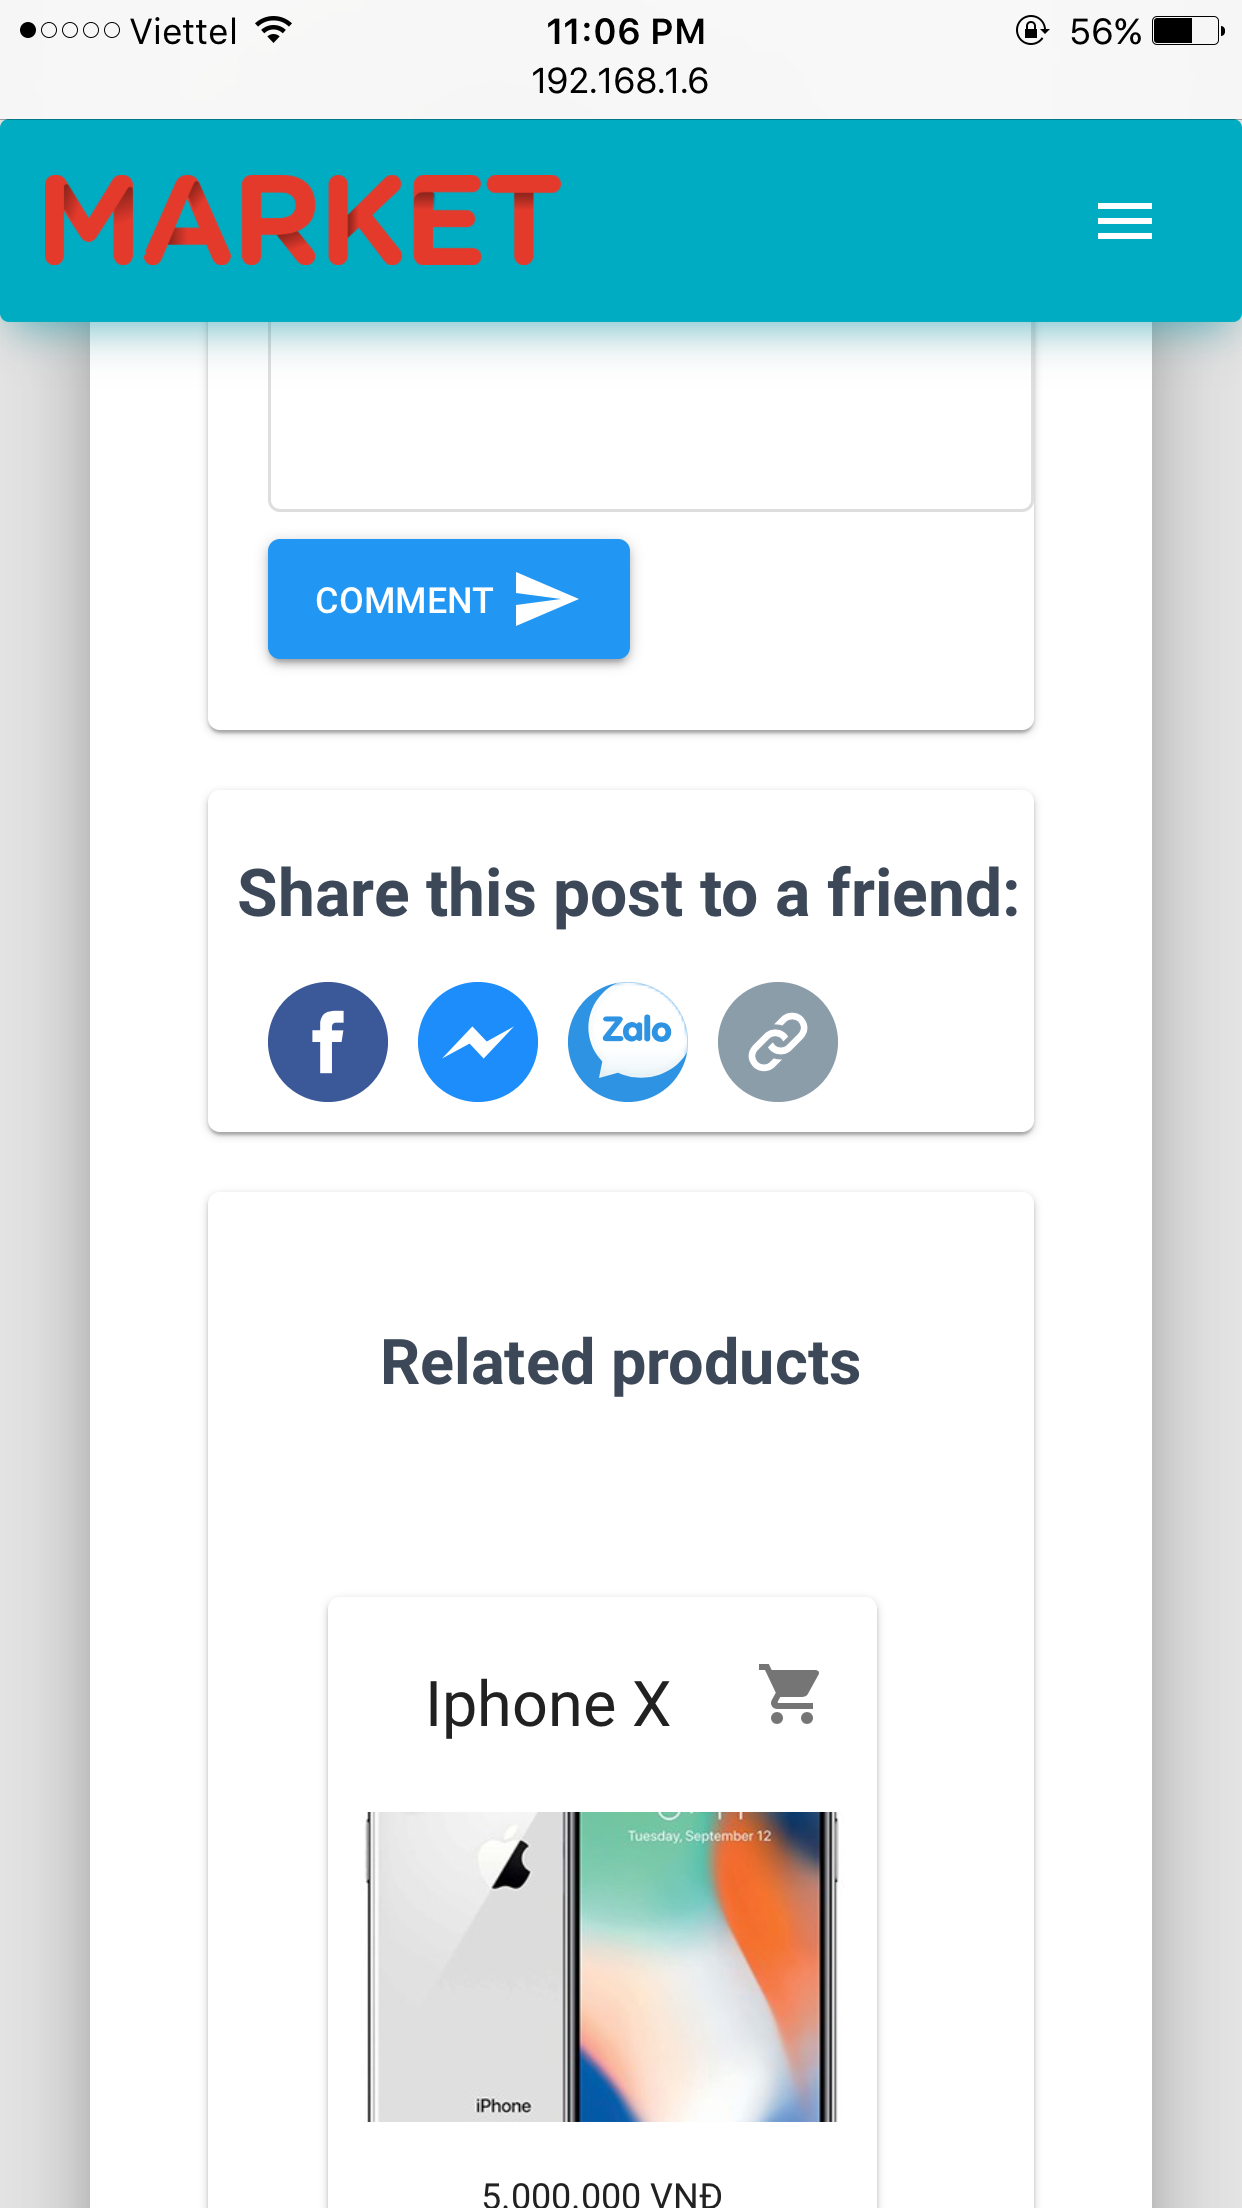 Viettel 11:06 PM 56%
192.168.1.6
MARKET
COMMENT
Share this post to a friend:
f Zalo
Related products
Iphone X
Tuesday, September 12
iPhone
5.000.000 VNĐ